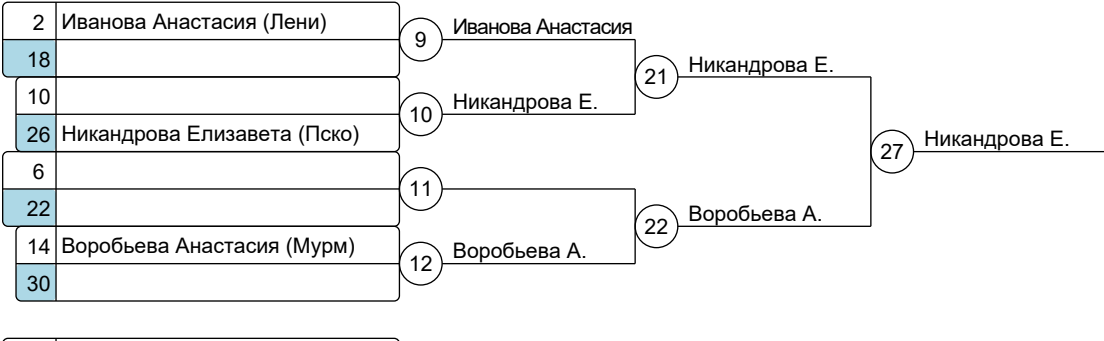 2 Иванова Анастасия (Лени)
18
10
26 Никандрова Елизавета (Пско)
6
22
14 Воробьева Анастасия (Мурм)
30
9 Иванова Анастасия
10 Никандрова Е.
11
12 Воробьева А.
21 Никандрова Е.
22 Воробьева А.
27 Никандрова Е.